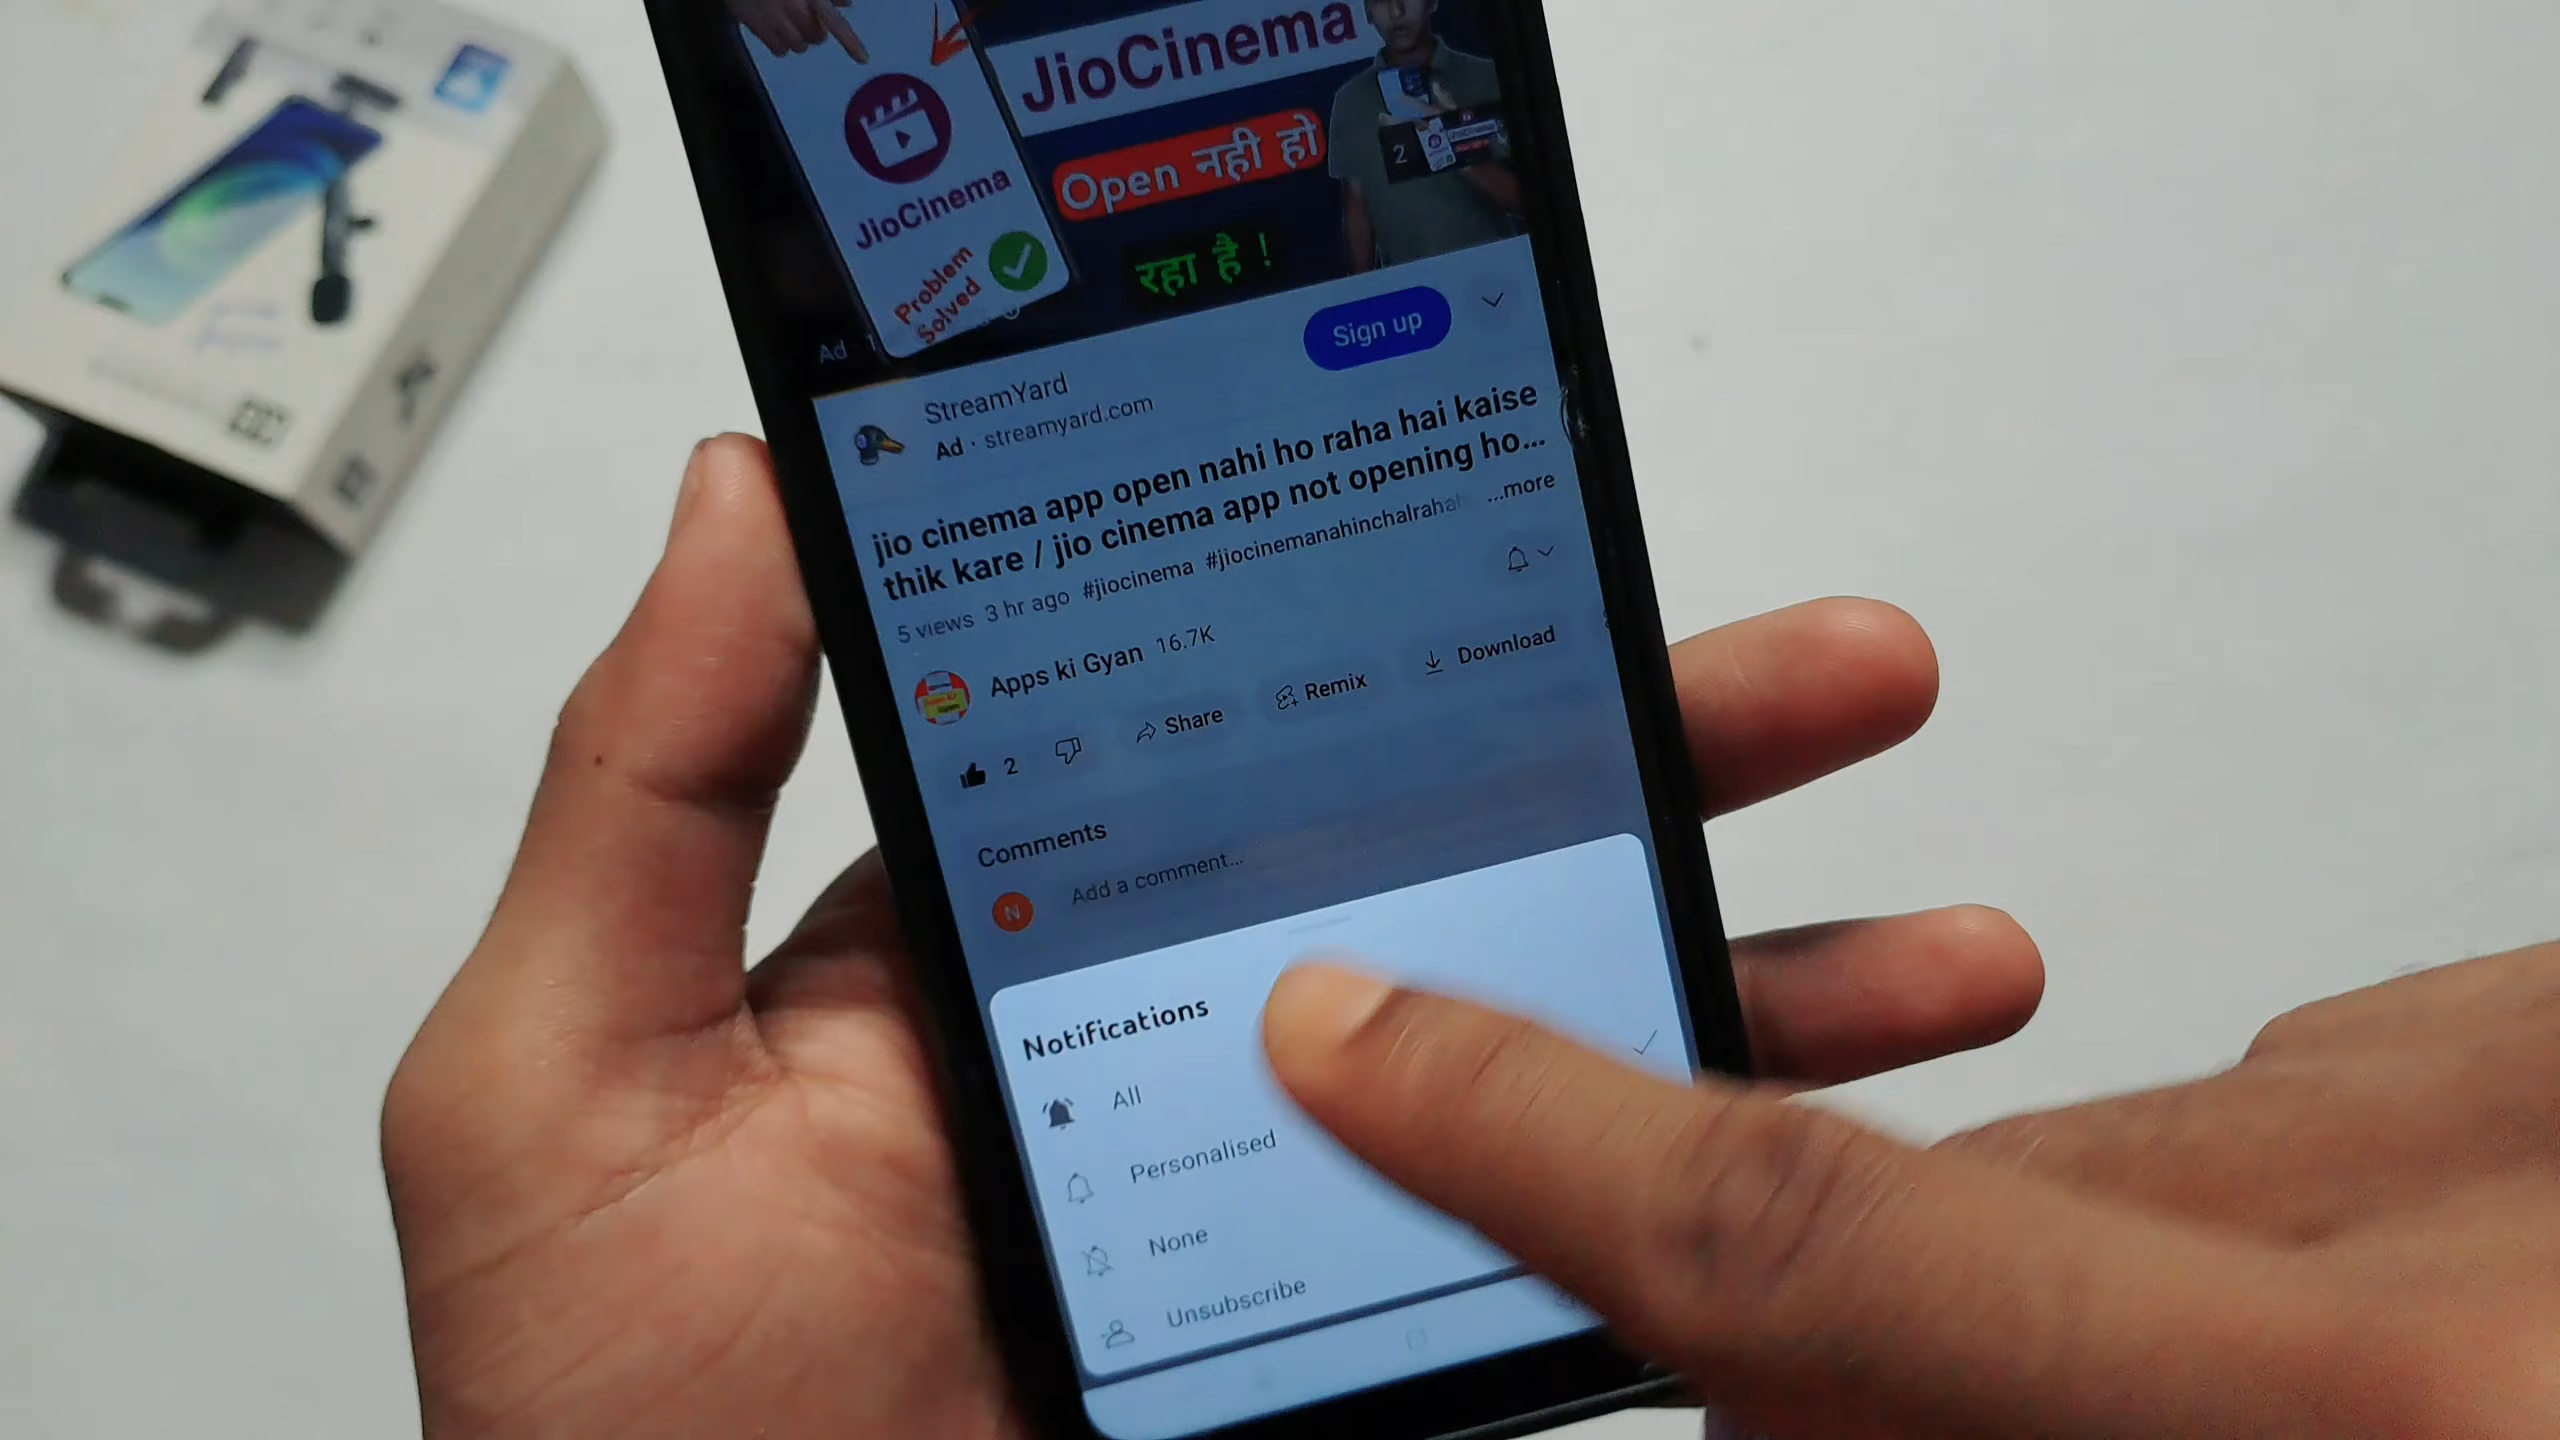 JioCinema
Open नही हो
रहा है !
JioCinema
Problem
Solved
2
Ad
Sign up
StreamYard
Ad · streamyard.com
jio cinema app open nahi ho raha hai kaise
thik kare / jio cinema app not opening ho...
5 views 3 hr ago #jiocinema #jiocinemanahinchalraha ...more
Apps ki Gyan 16.7K
2 Share Remix Download
Comments
N Add a comment...
Notifications
All
Personalised
None
Unsubscribe